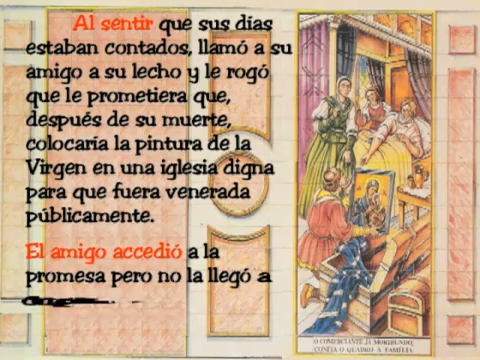 Al sentir que sus días
estaban contados, llamó a su
amigo a su lecho y le rogó
que le prometiera que,
después de su muerte,
colocaría la pintura de la
Virgen en una iglesia digna
para que fuera venerada
públicamente.
El amigo accedió a la
promesa pero no la llegó a
O COMERCIANTE, JÁ MORIBUNDO,
CONFIA O QUADRO À FAMÍLIA